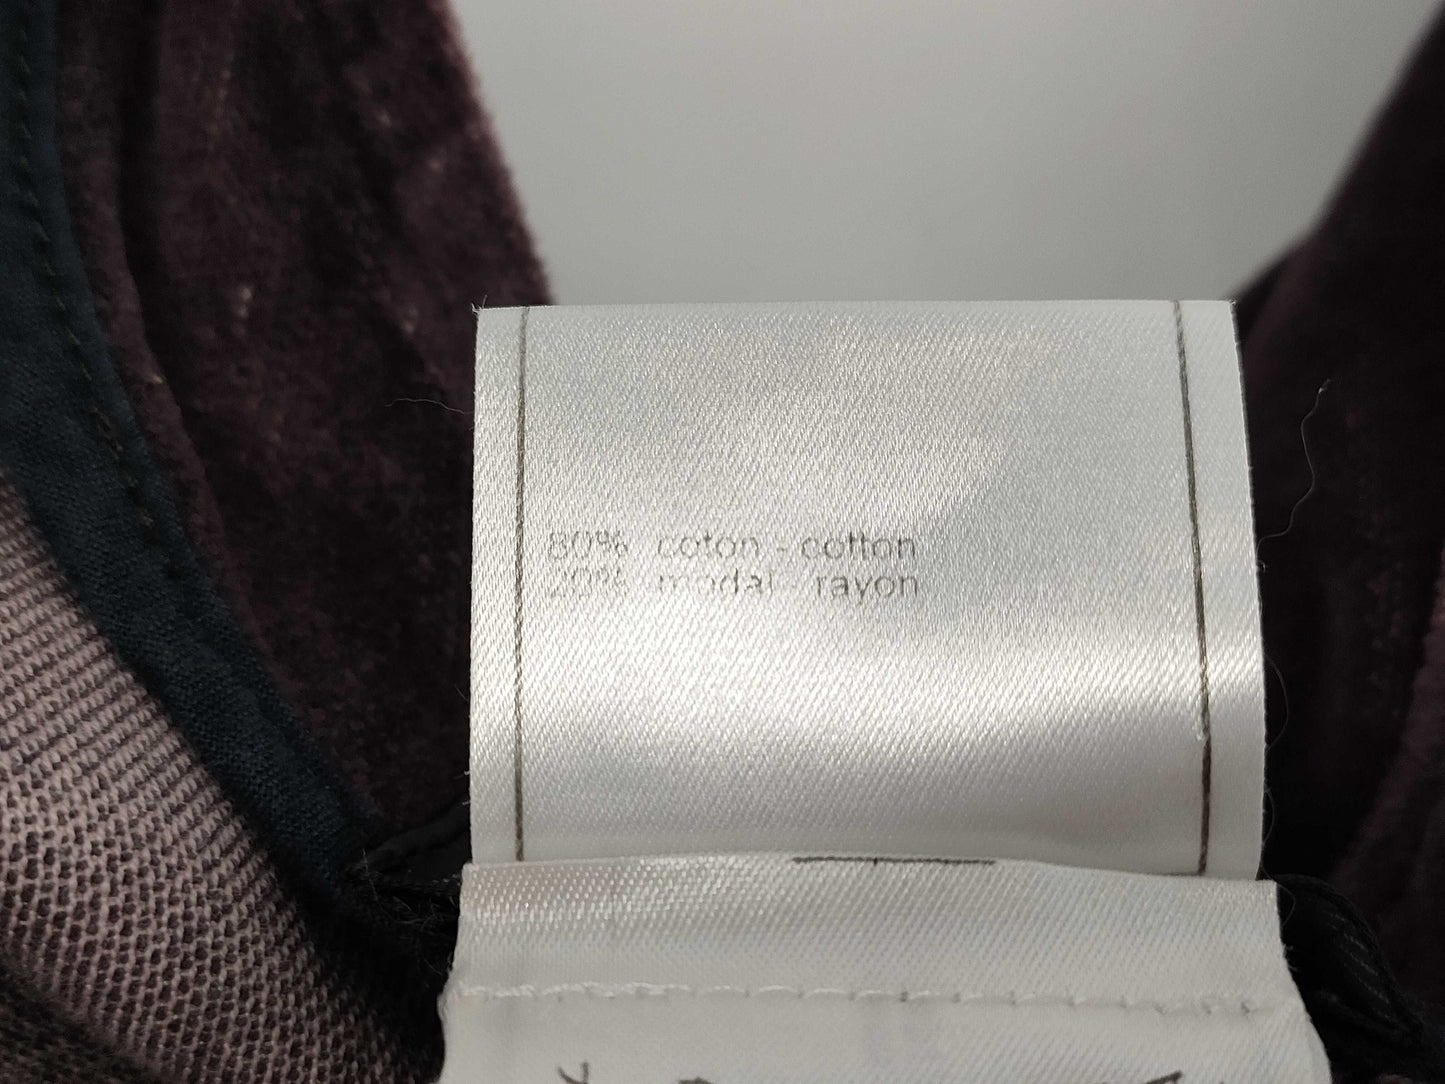 80% coton - cotton
20% modal - rayon